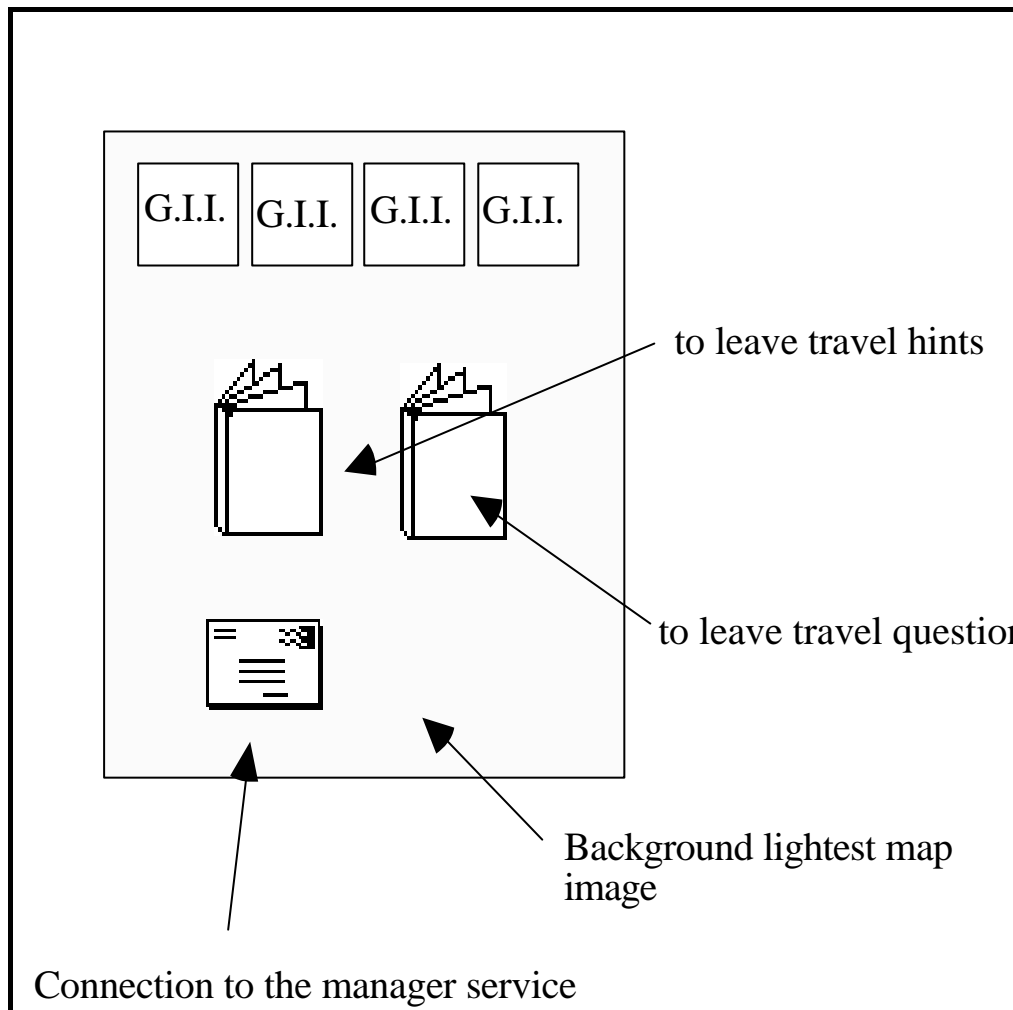 G.I.I. G.I.I. G.I.I. G.I.I.
to leave travel hints
to leave travel question
Background lightest map
image
Connection to the manager service